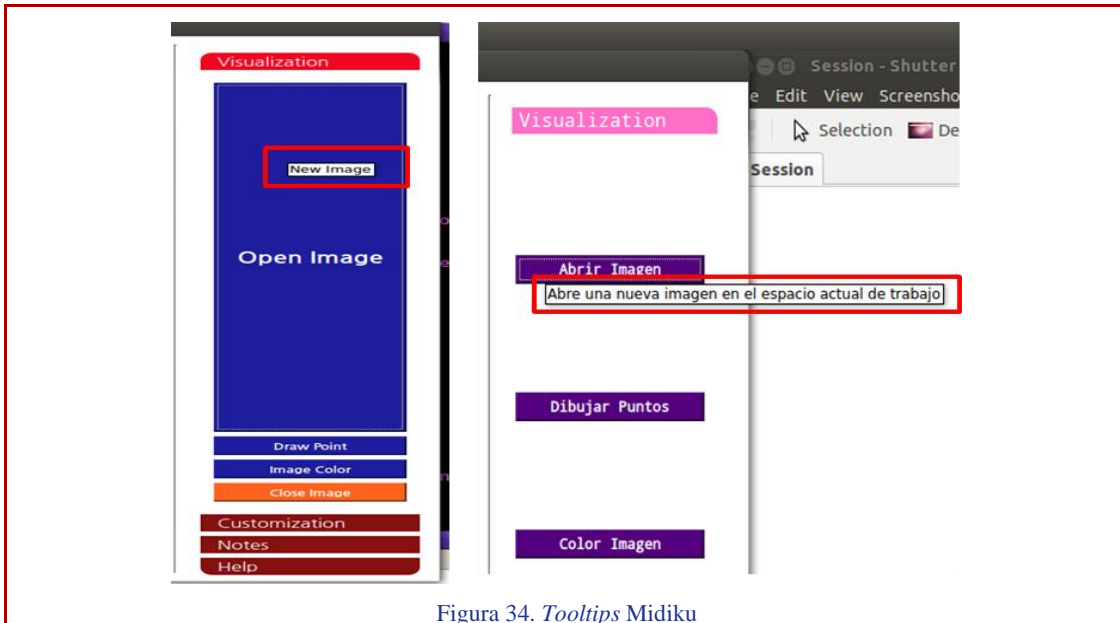 Visualization
New Image
Open Image
Draw Point
Image Color
Close Image
Customization
Notes
Help
Session - Shutter
e Edit View Screensho
Selection De
Session
Visualization
Abrir Imagen
Abre una nueva imagen en el espacio actual de trabajo
Dibujar Puntos
Color Imagen
Figura 34. Tooltips Midiku